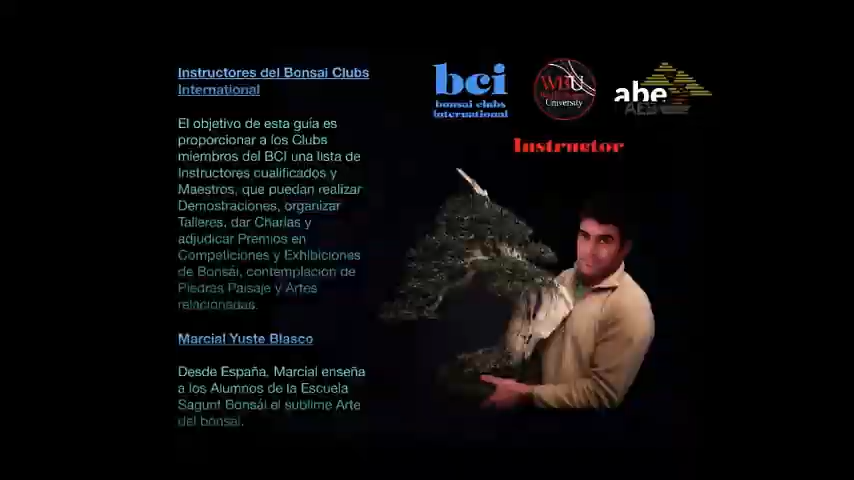 Instructores del Bonsai Clubs
International
El objetivo de esta guía es
proporcionar a los Clubs
miembros del BCI una lista de
Instructores cualificados y
Maestros, que puedan realizar
Demostraciones, organizar
Talleres, dar Charlas y
adjudicar Premios en
Competiciones y Exhibiciones
de Bonsái, contemplacion de
Piedras Paisaje y Artes
relacionadas.
Marcial Yuste Blasco
Desde España, Marcial enseña
a los Alumnos de la Escuela
Sagunt Bonsái el sublime Arte
del bonsai.
bci
bonsai clubs
international
WBU
University
abe
AEB
Instructor